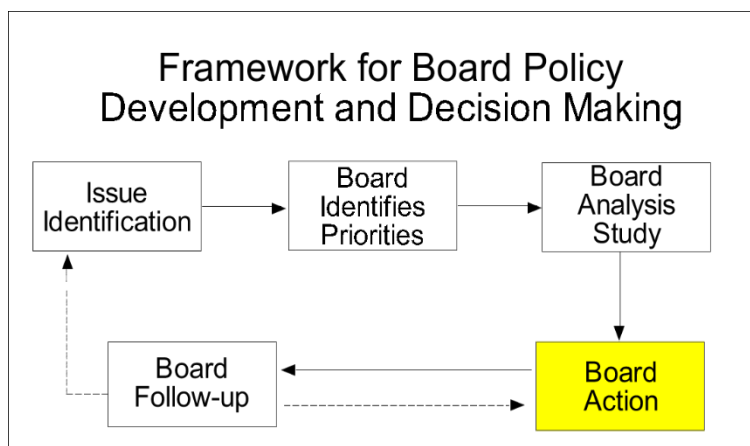 Framework for Board Policy
Development and Decision Making
Issue
Identification
Board
Identifies
Priorities
Board
Analysis
Study
Board
Follow-up
Board
Action